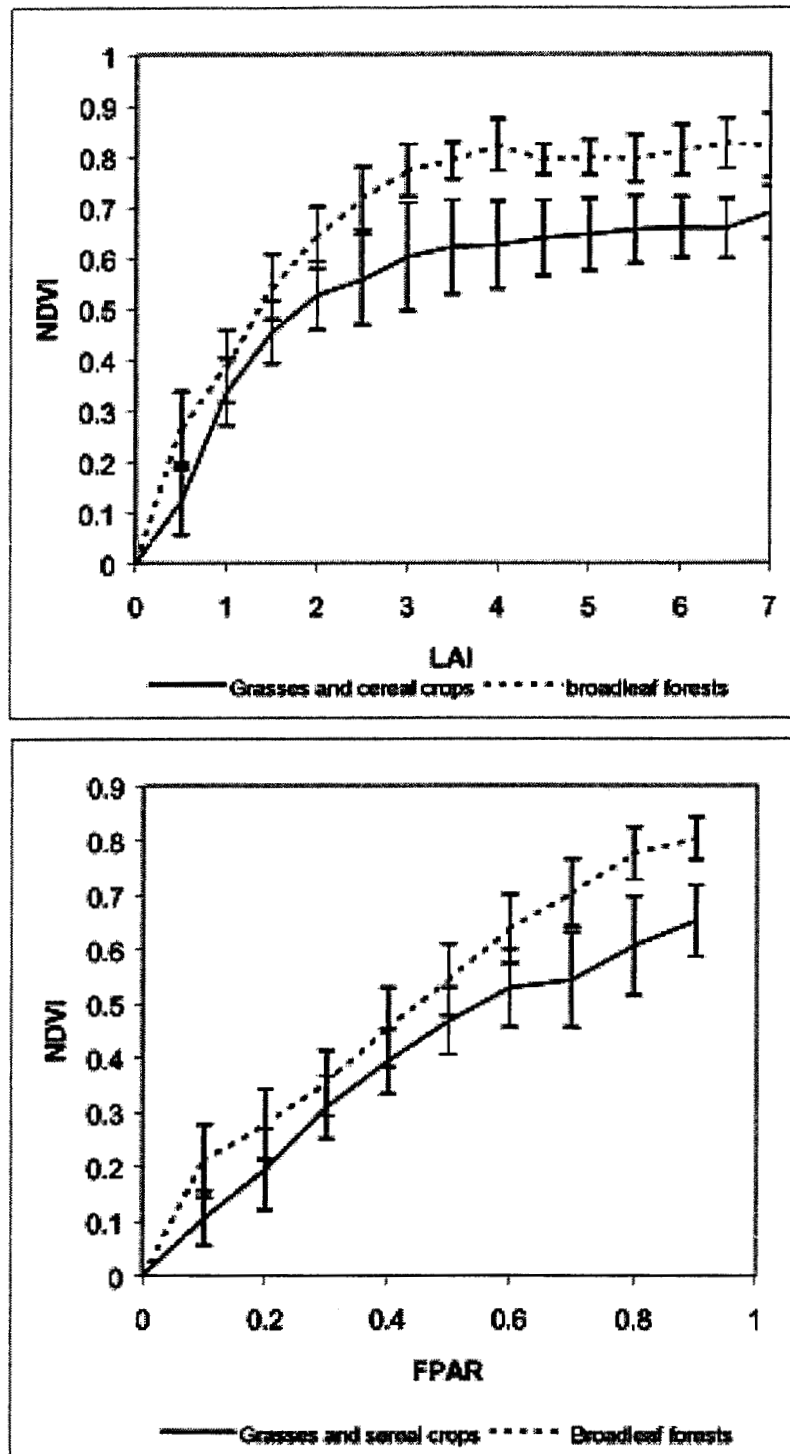 1
0.9
0.8
0.7
0.6
0.5
0.4
0.3
0.2
0.1
0
NDVI
0 1 2 3 4 5 6 7
LAI
Grasses and cereal crops broadleaf forests
0.9
0.8
0.7
0.6
0.5
0.4
0.3
0.2
0.1
0
NDVI
0 0.2 0.4 0.6 0.8 1
FPAR
Grasses and sereal crops Broadleaf forests